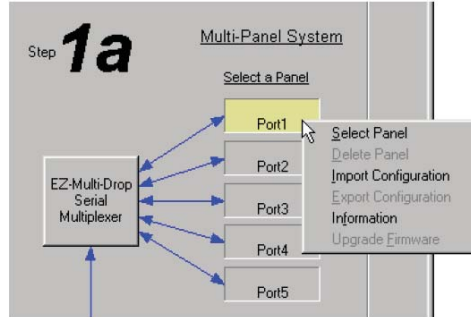 Step 1a
Multi-Panel System
Select a Panel
Port1
Port2
Port3
Port4
Port5
EZ-Multi-Drop
Serial
Multiplexer
Select Panel
Delete Panel
Import Configuration
Export Configuration
Information
Upgrade Firmware